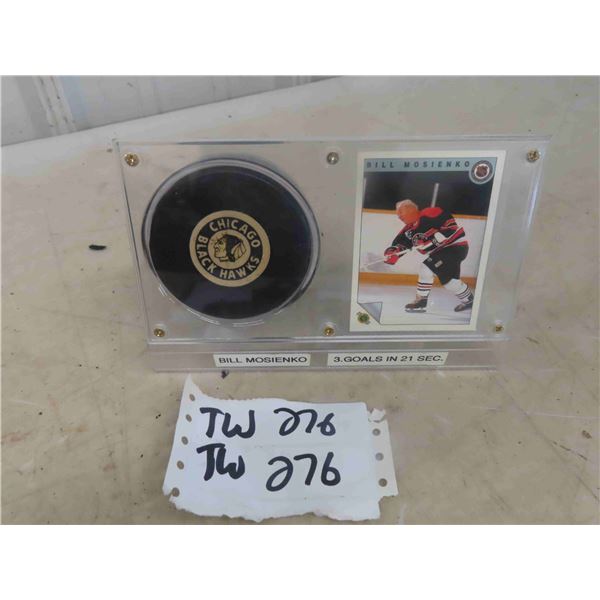 BILL MOSIENKO
CHICAGO
BLACK HAWKS
BILL MOSIENKO
3.GOALS IN 21 SEC.
TW 276
TW 276